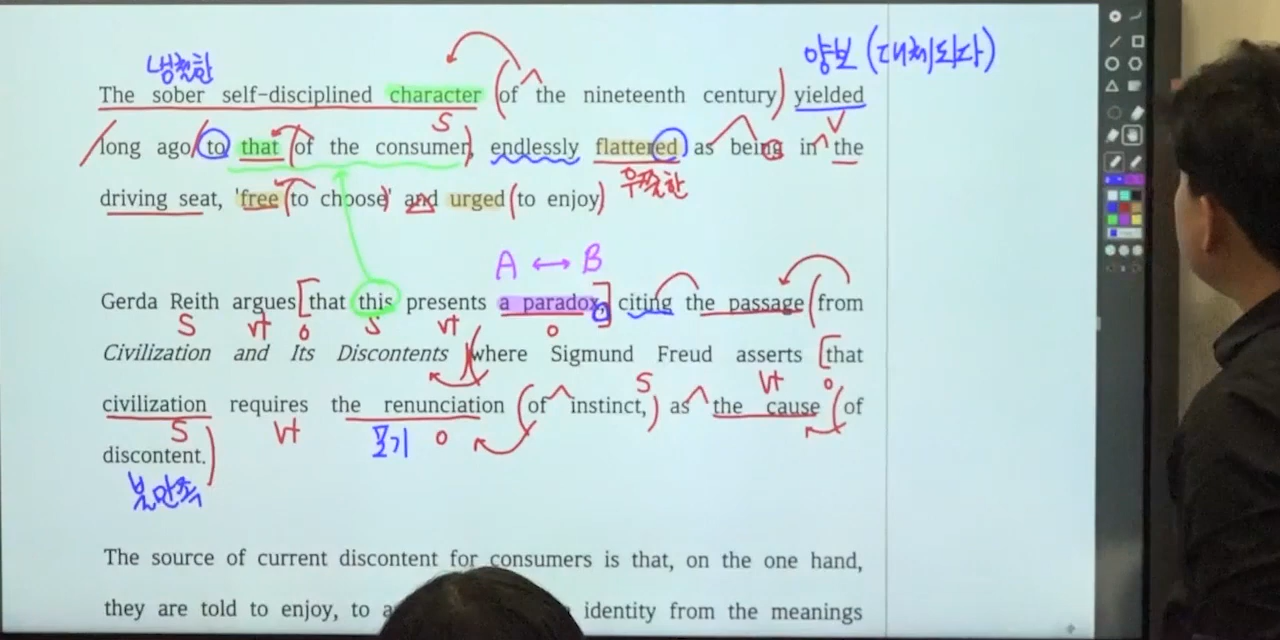 냉철한
양보 (대체되다)
The sober self-disciplined character (of the nineteenth century) yielded
S V
long ago to that (of the consumer), endlessly flattered as being in the
우쭐한
driving seat, 'free (to choose)' and urged (to enjoy)
A ↔ B
Gerda Reith argues [that this presents a paradox,] citing the passage (from
S Vt O S Vt O
Civilization and Its Discontents (where Sigmund Freud asserts [that
S Vt O
civilization requires the renunciation (of instinct,) as the cause (of
S Vt 포기 O
discontent.)
불만족
The source of current discontent for consumers is that, on the one hand,
they are told to enjoy, to identity from the meanings